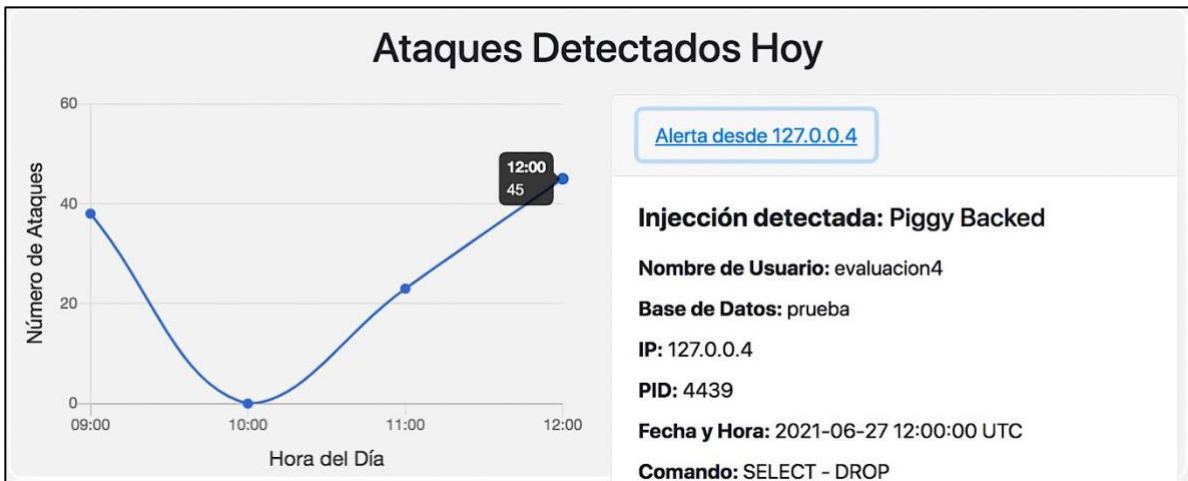 Ataques Detectados Hoy
60
40
20
0
Número de Ataques
12:00
45
09:00
10:00
11:00
12:00
Hora del Día
Alerta desde 127.0.0.4
Injección detectada: Piggy Backed
Nombre de Usuario: evaluacion4
Base de Datos: prueba
IP: 127.0.0.4
PID: 4439
Fecha y Hora: 2021-06-27 12:00:00 UTC
Comando: SELECT - DROP